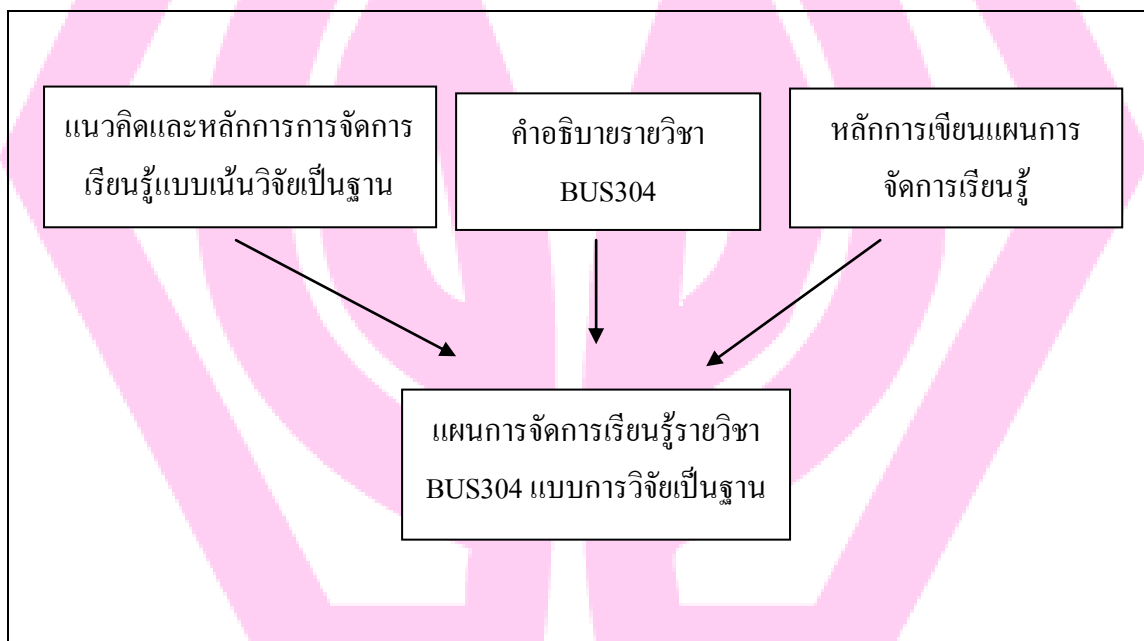 แนวคิดและหลักการการจัดการ
เรียนรู้แบบเน้นวิจัยเป็นฐาน
คำอธิบายรายวิชา
BUS304
หลักการเขียนแผนการ
จัดการเรียนรู้
แผนการจัดการเรียนรู้รายวิชา
BUS304 แบบการวิจัยเป็นฐาน